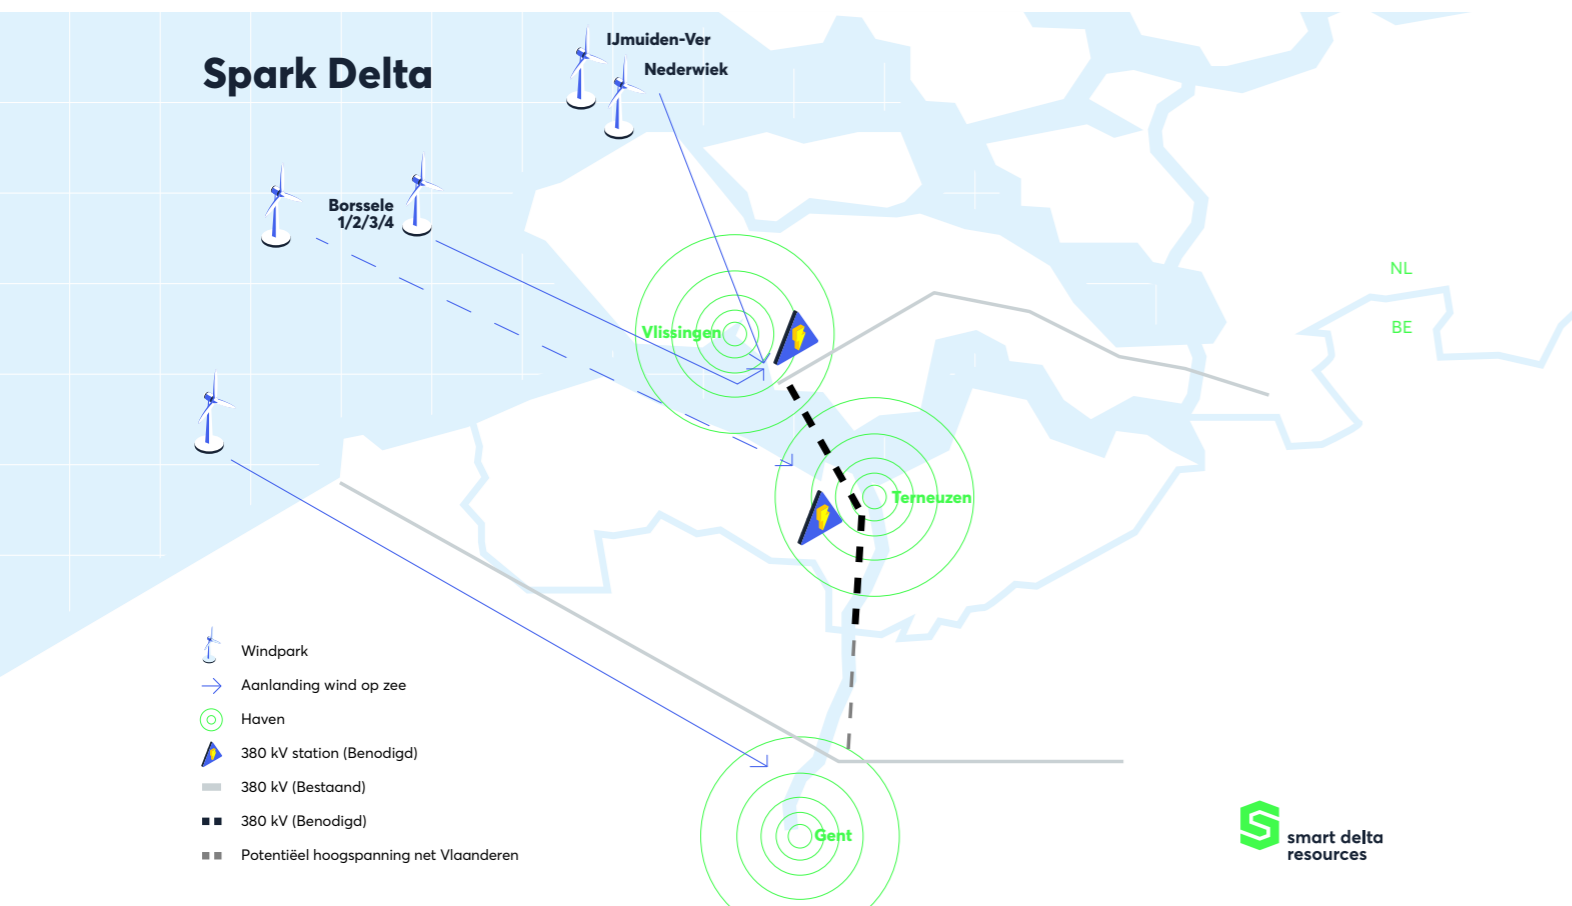 Spark Delta
IJmuiden-Ver
Nederwiek
Borssele
1/2/3/4
NL
BE
Vlissingen
Terneuzen
Windpark
Aanlanding wind op zee
Haven
380 kV station (Benodigd)
380 kV (Bestaand)
380 kV (Benodigd)
Potentiëel hoogspanning net Vlaanderen
Gent
smart delta
resources